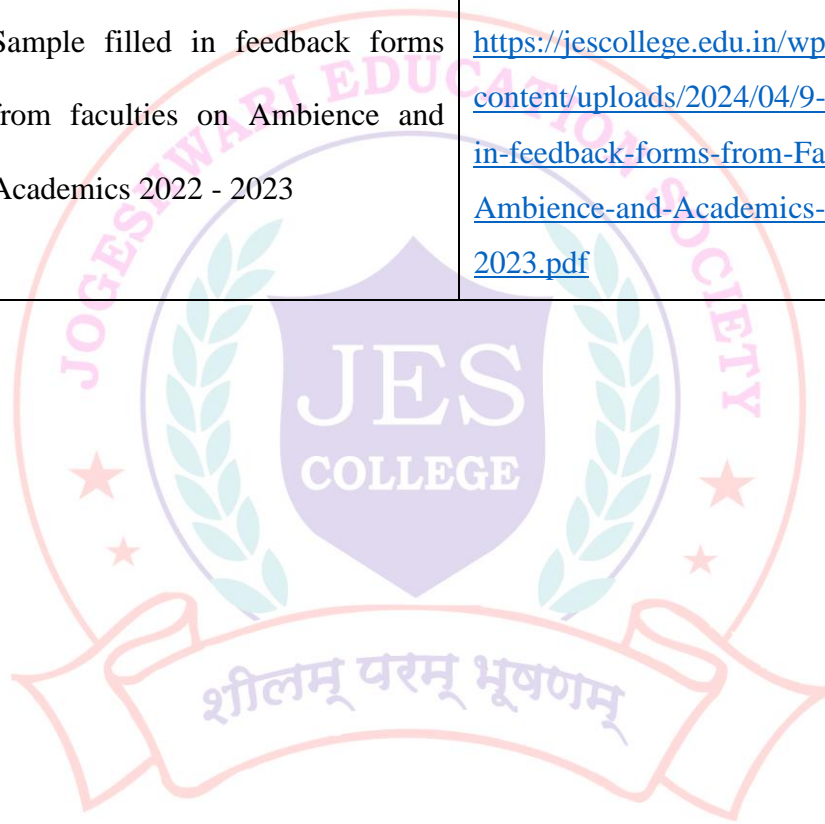 Sample filled in feedback forms
from faculties on Ambience and
Academics 2022 - 2023
https://jescollege.edu.in/wp
content/uploads/2024/04/9-
in-feedback-forms-from-Fa
Ambience-and-Academics-
2023.pdf
JOGESHWARI EDUCATION SOCIETY
JES
COLLEGE
शीलम् परम् भूषणम्